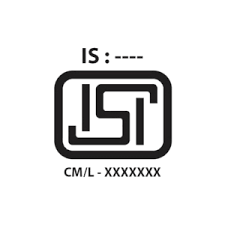 IS : ----
ISI
CM/L - XXXXXXX